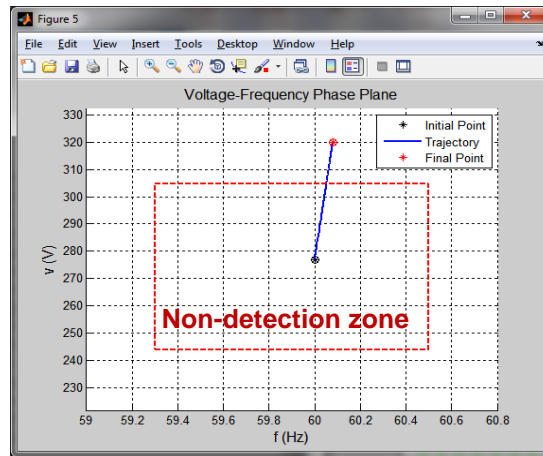 Figure 5
File Edit View Insert Tools Desktop Window Help
Voltage-Frequency Phase Plane
330
320
310
300
290
280
270
260
250
240
230
v (V)
Initial Point
Trajectory
Final Point
Non-detection zone
59 59.2 59.4 59.6 59.8 60 60.2 60.4 60.6 60.8
f (Hz)